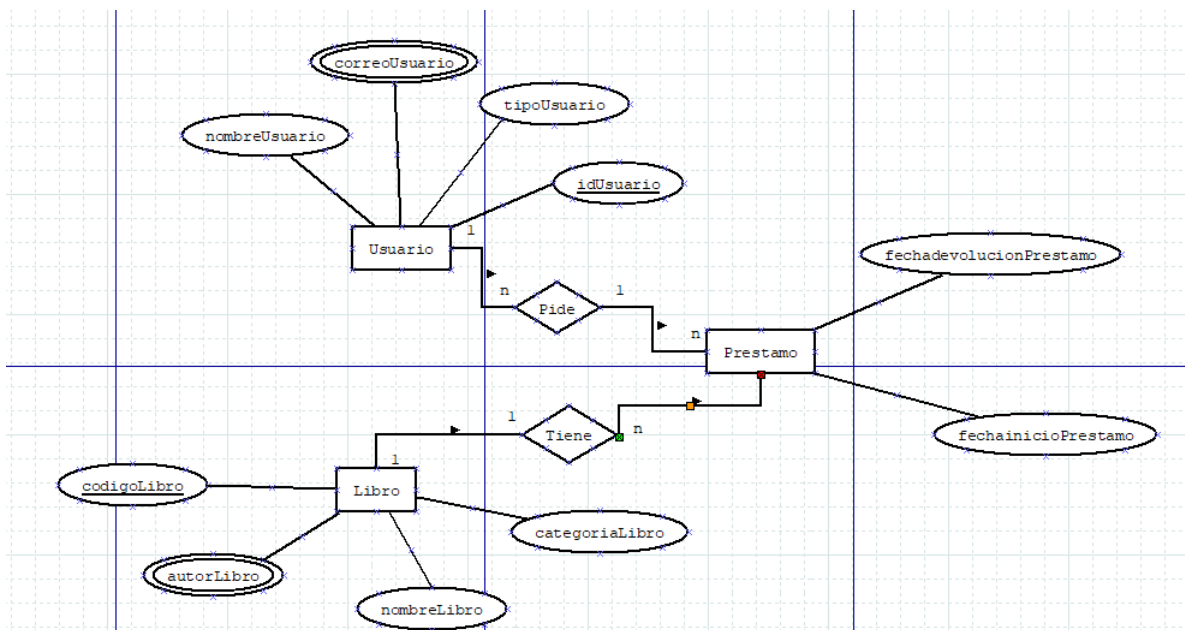 correoUsuario
tipoUsuario
nombreUsuario
idUsuario
1
Usuario
fechadevolucionPrestamo
n
1
Pide
n
Prestamo
1
Tiene
n
fechainicioPrestamo
1
codigoLibro
Libro
categoriaLibro
autorLibro
nombreLibro